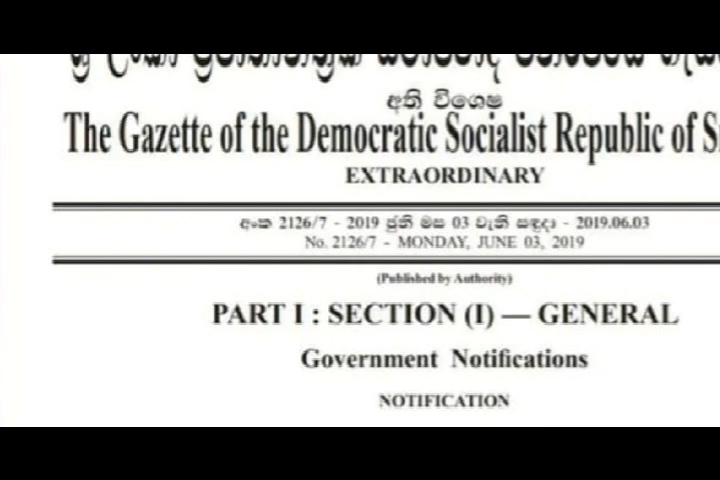 අති විශෙෂ
The Gazette of the Democratic Socialist Republic of
EXTRAORDINARY
අංක 2126/7 - 2019 ජුනි මස 03 වැනි සඳුදා - 2019.06.03
No. 2126/7 - MONDAY, JUNE 03, 2019
(Published by Authority)
PART I : SECTION (I) — GENERAL
Government Notifications
NOTIFICATION